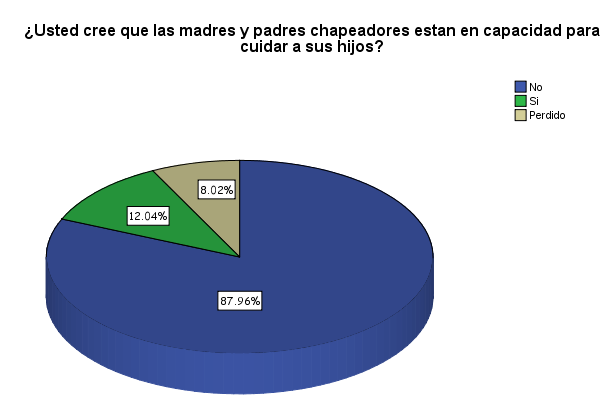 ¿Usted cree que las madres y padres chapeadores estan en capacidad para
cuidar a sus hijos?
No
Si
Perdido
8.02%
12.04%
87.96%